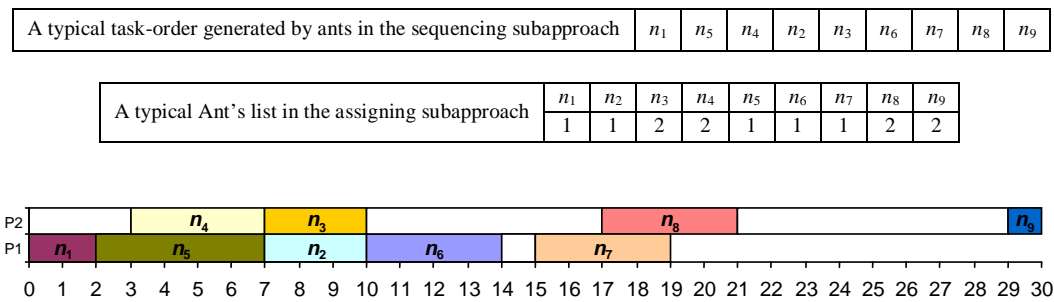 A typical task-order generated by ants in the sequencing subapproach n1 n5 n4 n2 n3 n6 n7 n8 n9
n1 n2 n3 n4 n5 n6 n7 n8 n9
A typical Ant's list in the assigning subapproach
1 1 2 2 1 1 1 2 2
P2 n4 n3 n8 n9
P1 n1 n5 n2 n6 n7
0 1 2 3 4 5 6 7 8 9 10 11 12 13 14 15 16 17 18 19 20 21 22 23 24 25 26 27 28 29 30